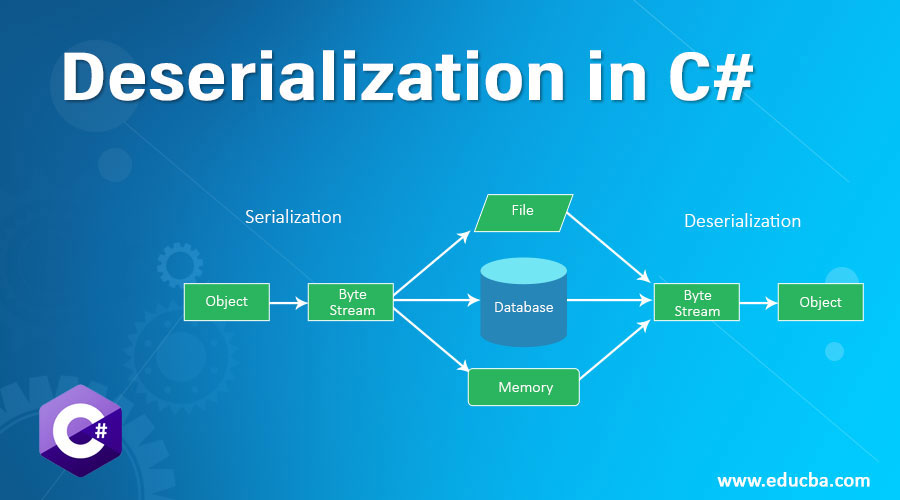 Deserialization in C#
Serialization
File
Deserialization
Object
Byte
Stream
Database
Byte
Stream
Object
Memory
C#
www.educba.com